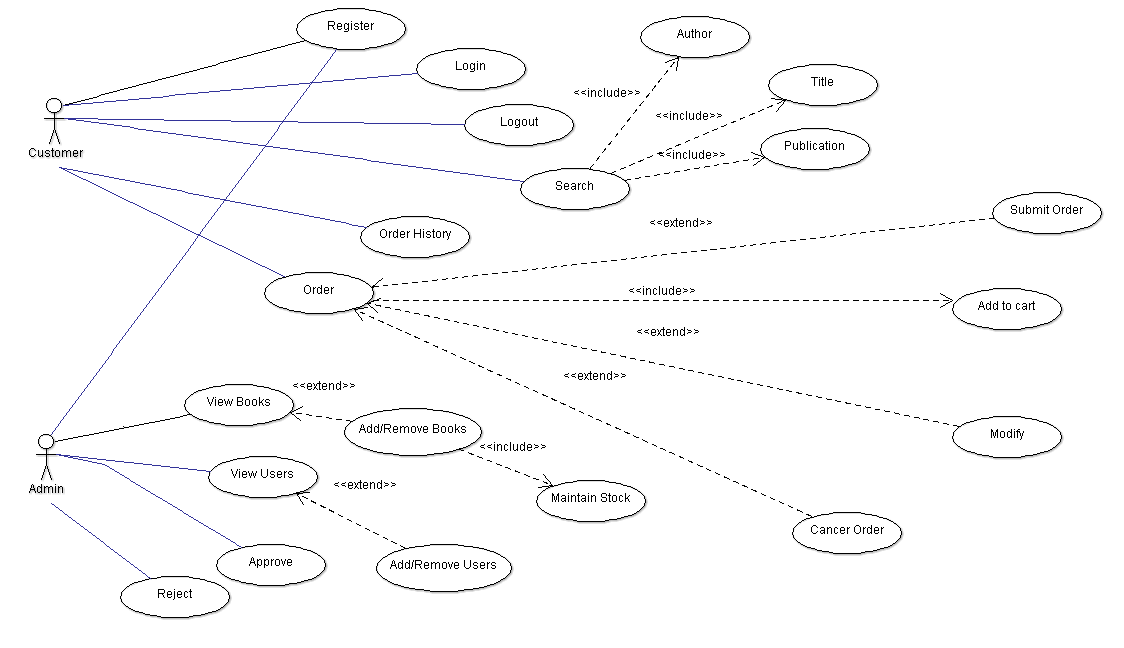 Register
Author
Login
Title
<<include>>
<<include>>
Logout
Customer
Publication
<<include>>
Search
Submit Order
<<extend>>
Order History
Order
<<include>>
Add to cart
<<extend>>
<<extend>>
<<extend>>
View Books
Add/Remove Books
Modify
<<include>>
View Users
<<extend>>
Admin
Maintain Stock
Cancer Order
Approve
Add/Remove Users
Reject